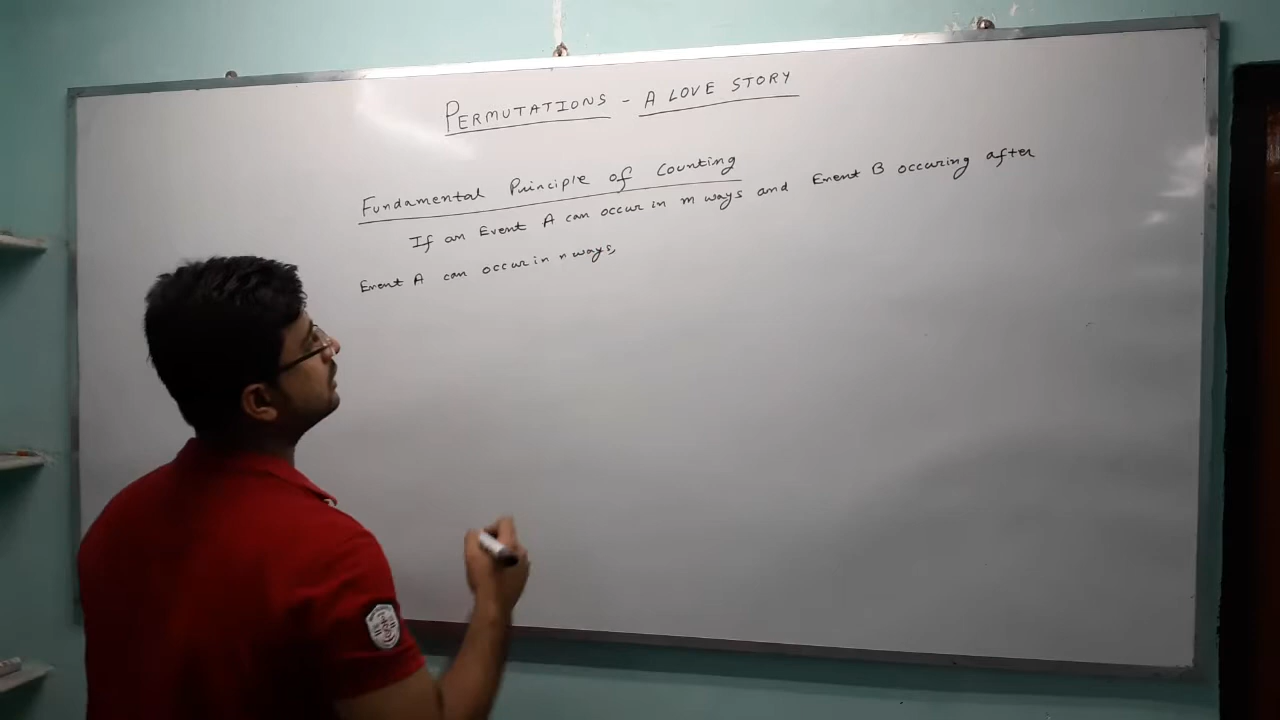 PERMUTATIONS - A LOVE STORY
Fundamental Principle of Counting
If an Event A can occur in m ways and Event B occuring after
Event A can occur in n ways,